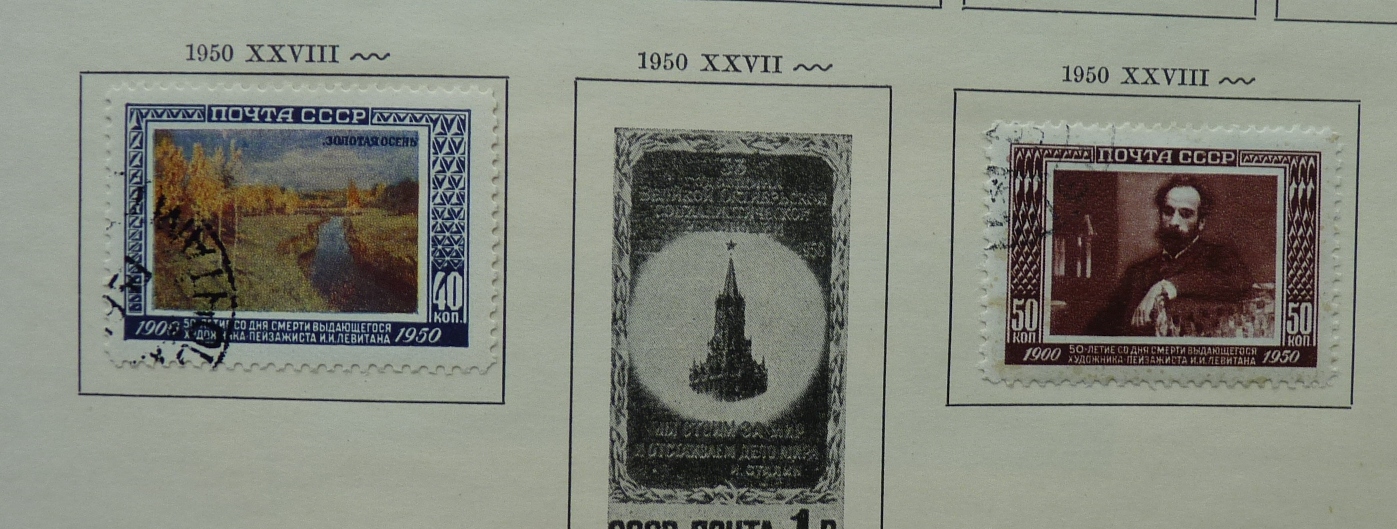 1950 XXVIII
ПОЧТА СССР
ЗОЛОТАЯ ОСЕНЬ
40
КОП.
1900 50-ЛЕТИЕ СО ДНЯ СМЕРТИ ВЫДАЮЩЕГОСЯ 1950
ХУДОЖНИКА-ПЕЙЗАЖИСТА И.И.ЛЕВИТАНА
1950 XXVII
33
СОЦИАЛИСТИЧЕСКОЙ
МЫ СТОИМ ЗА МИР
И ОТСТАИВАЕМ ДЕЛО МИРА
И. СТАЛИН
СССР ПОЧТА 1 Р
1950 XXVIII
ПОЧТА СССР
50 50
КОП КОП
1900 50-ЛЕТИЕ СО ДНЯ СМЕРТИ ВЫДАЮЩЕГОСЯ 1950
ХУДОЖНИКА-ПЕЙЗАЖИСТА И.И.ЛЕВИТАНА